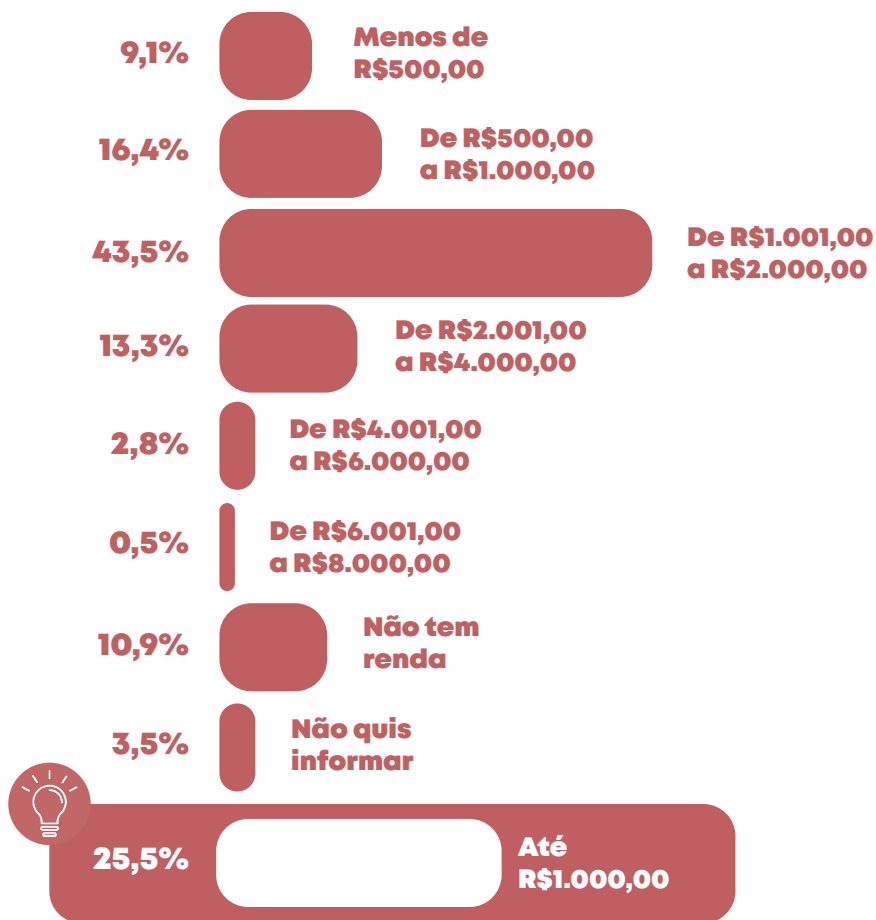 9,1%
Menos de
R$500,00
16,4%
De R$500,00
a R$1.000,00
43,5%
De R$1.001,00
a R$2.000,00
13,3%
De R$2.001,00
a R$4.000,00
2,8%
De R$4.001,00
a R$6.000,00
0,5%
De R$6.001,00
a R$8.000,00
10,9%
Não tem
renda
3,5%
Não quis
informar
25,5%
Até
R$1.000,00